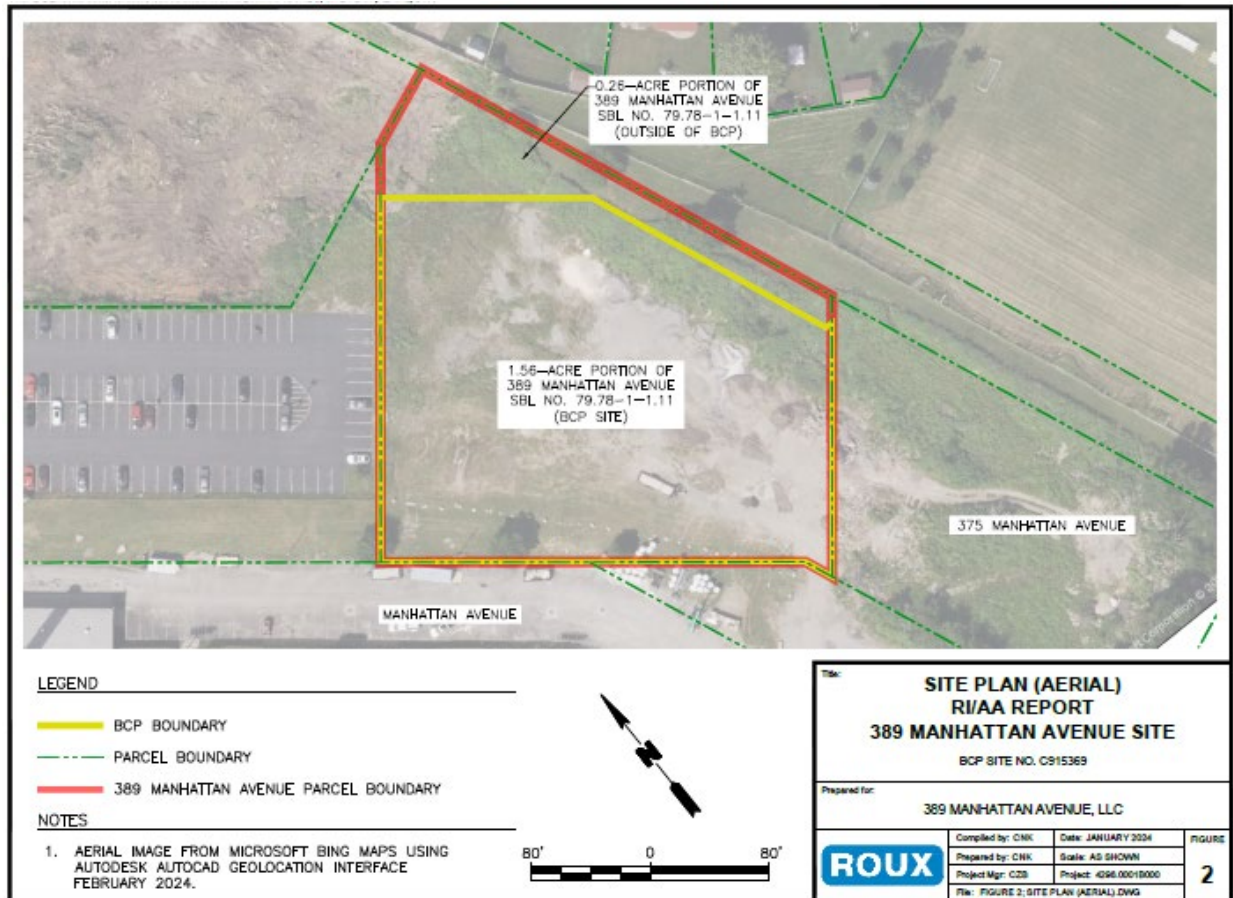 0.26-ACRE PORTION OF
389 MANHATTAN AVENUE
SBL NO. 79.78-1-1.11
(OUTSIDE OF BCP)
1.56-ACRE PORTION OF
389 MANHATTAN AVENUE
SBL NO. 79.78-1-1.11
(BCP SITE)
375 MANHATTAN AVENUE
MANHATTAN AVENUE
Corporation ©
LEGEND
BCP BOUNDARY
PARCEL BOUNDARY
389 MANHATTAN AVENUE PARCEL BOUNDARY
NOTES
1. AERIAL IMAGE FROM MICROSOFT BING MAPS USING
AUTODESK AUTOCAD GEOLOCATION INTERFACE
FEBRUARY 2024.
N
80' 0 80'
Title:
SITE PLAN (AERIAL)
RI/AA REPORT
389 MANHATTAN AVENUE SITE
BCP SITE NO. C915369
Prepared for:
389 MANHATTAN AVENUE, LLC
ROUX
Compiled by: CNK
Date: JANUARY 2024
Prepared by: CNK
Scale: AS SHOWN
Project Mgr: CZB
Project: 4298.0001B000
File: FIGURE 2; SITE PLAN (AERIAL).DWG
FIGURE
2